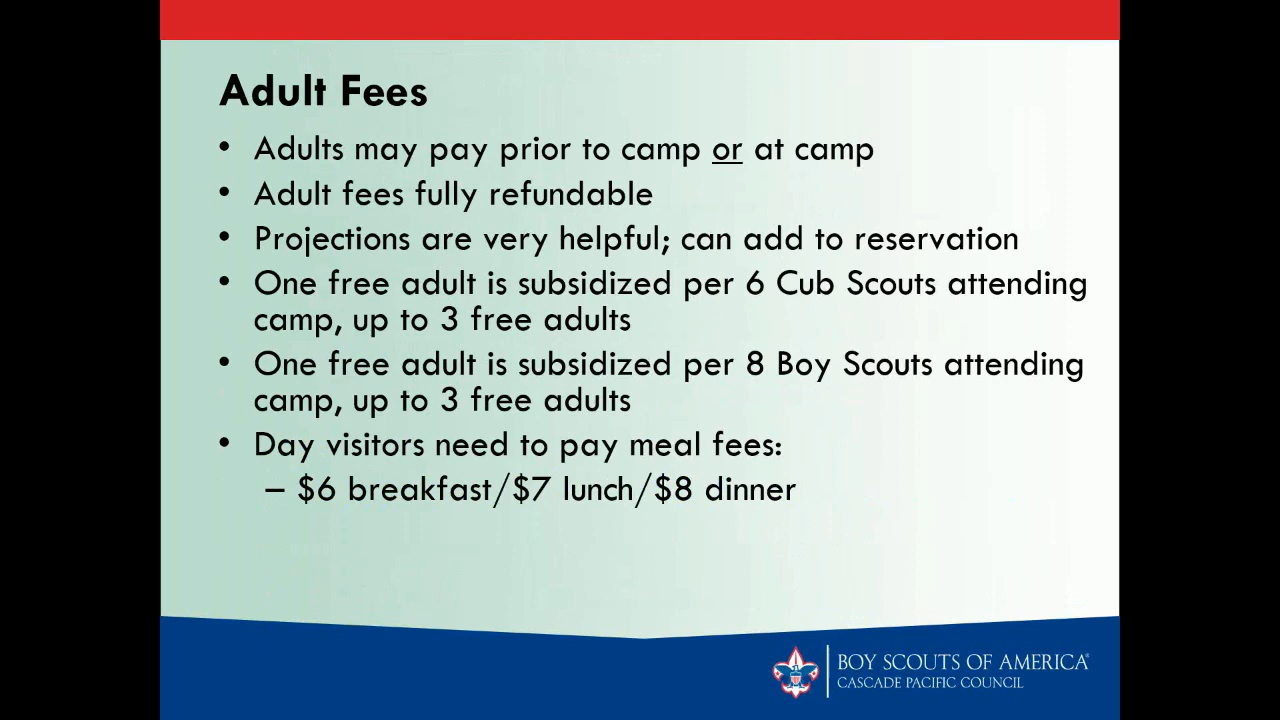 Adult Fees
• Adults may pay prior to camp or at camp
• Adult fees fully refundable
• Projections are very helpful; can add to reservation
• One free adult is subsidized per 6 Cub Scouts attending
camp, up to 3 free adults
• One free adult is subsidized per 8 Boy Scouts attending
camp, up to 3 free adults
• Day visitors need to pay meal fees:
– $6 breakfast/$7 lunch/$8 dinner
BOY SCOUTS OF AMERICA®
CASCADE PACIFIC COUNCIL